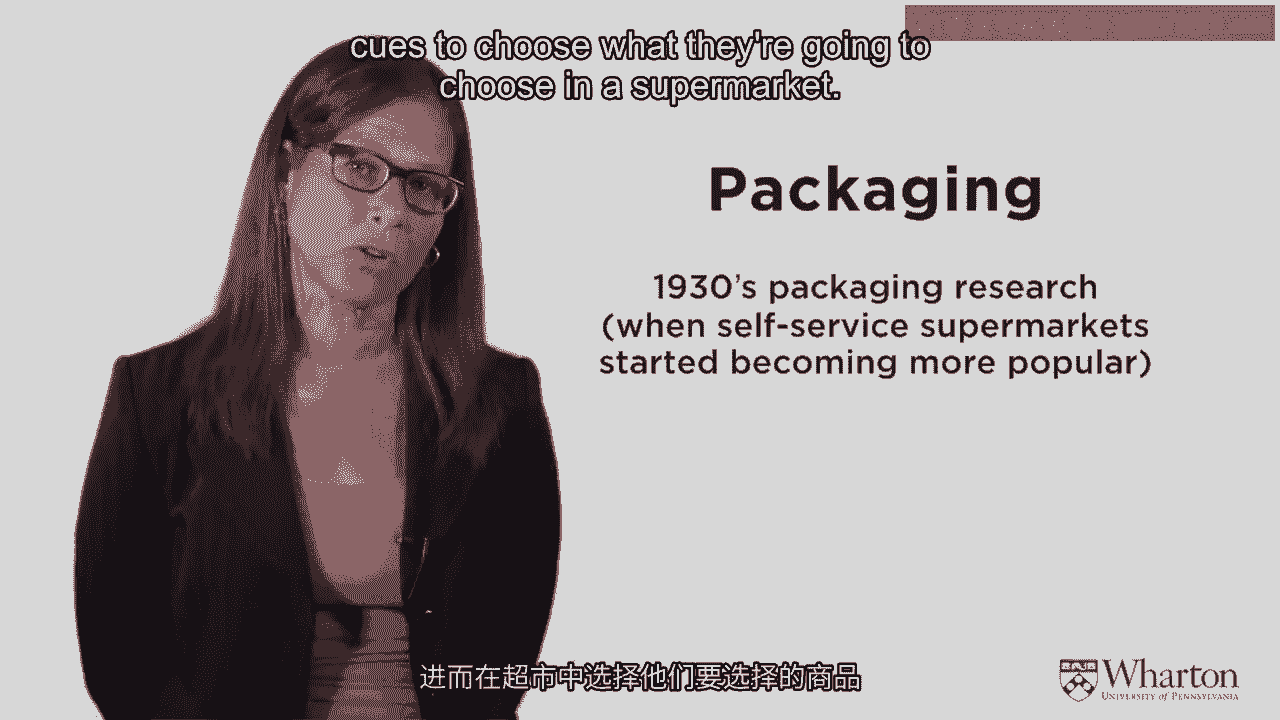 cues to choose what they're going to
choose in a supermarket.
Packaging
1930's packaging research
(when self-service supermarkets
started becoming more popular)
进而在超市中选择他们要选择的商品
Wharton
UNIVERSITY of PENNSYLVANIA